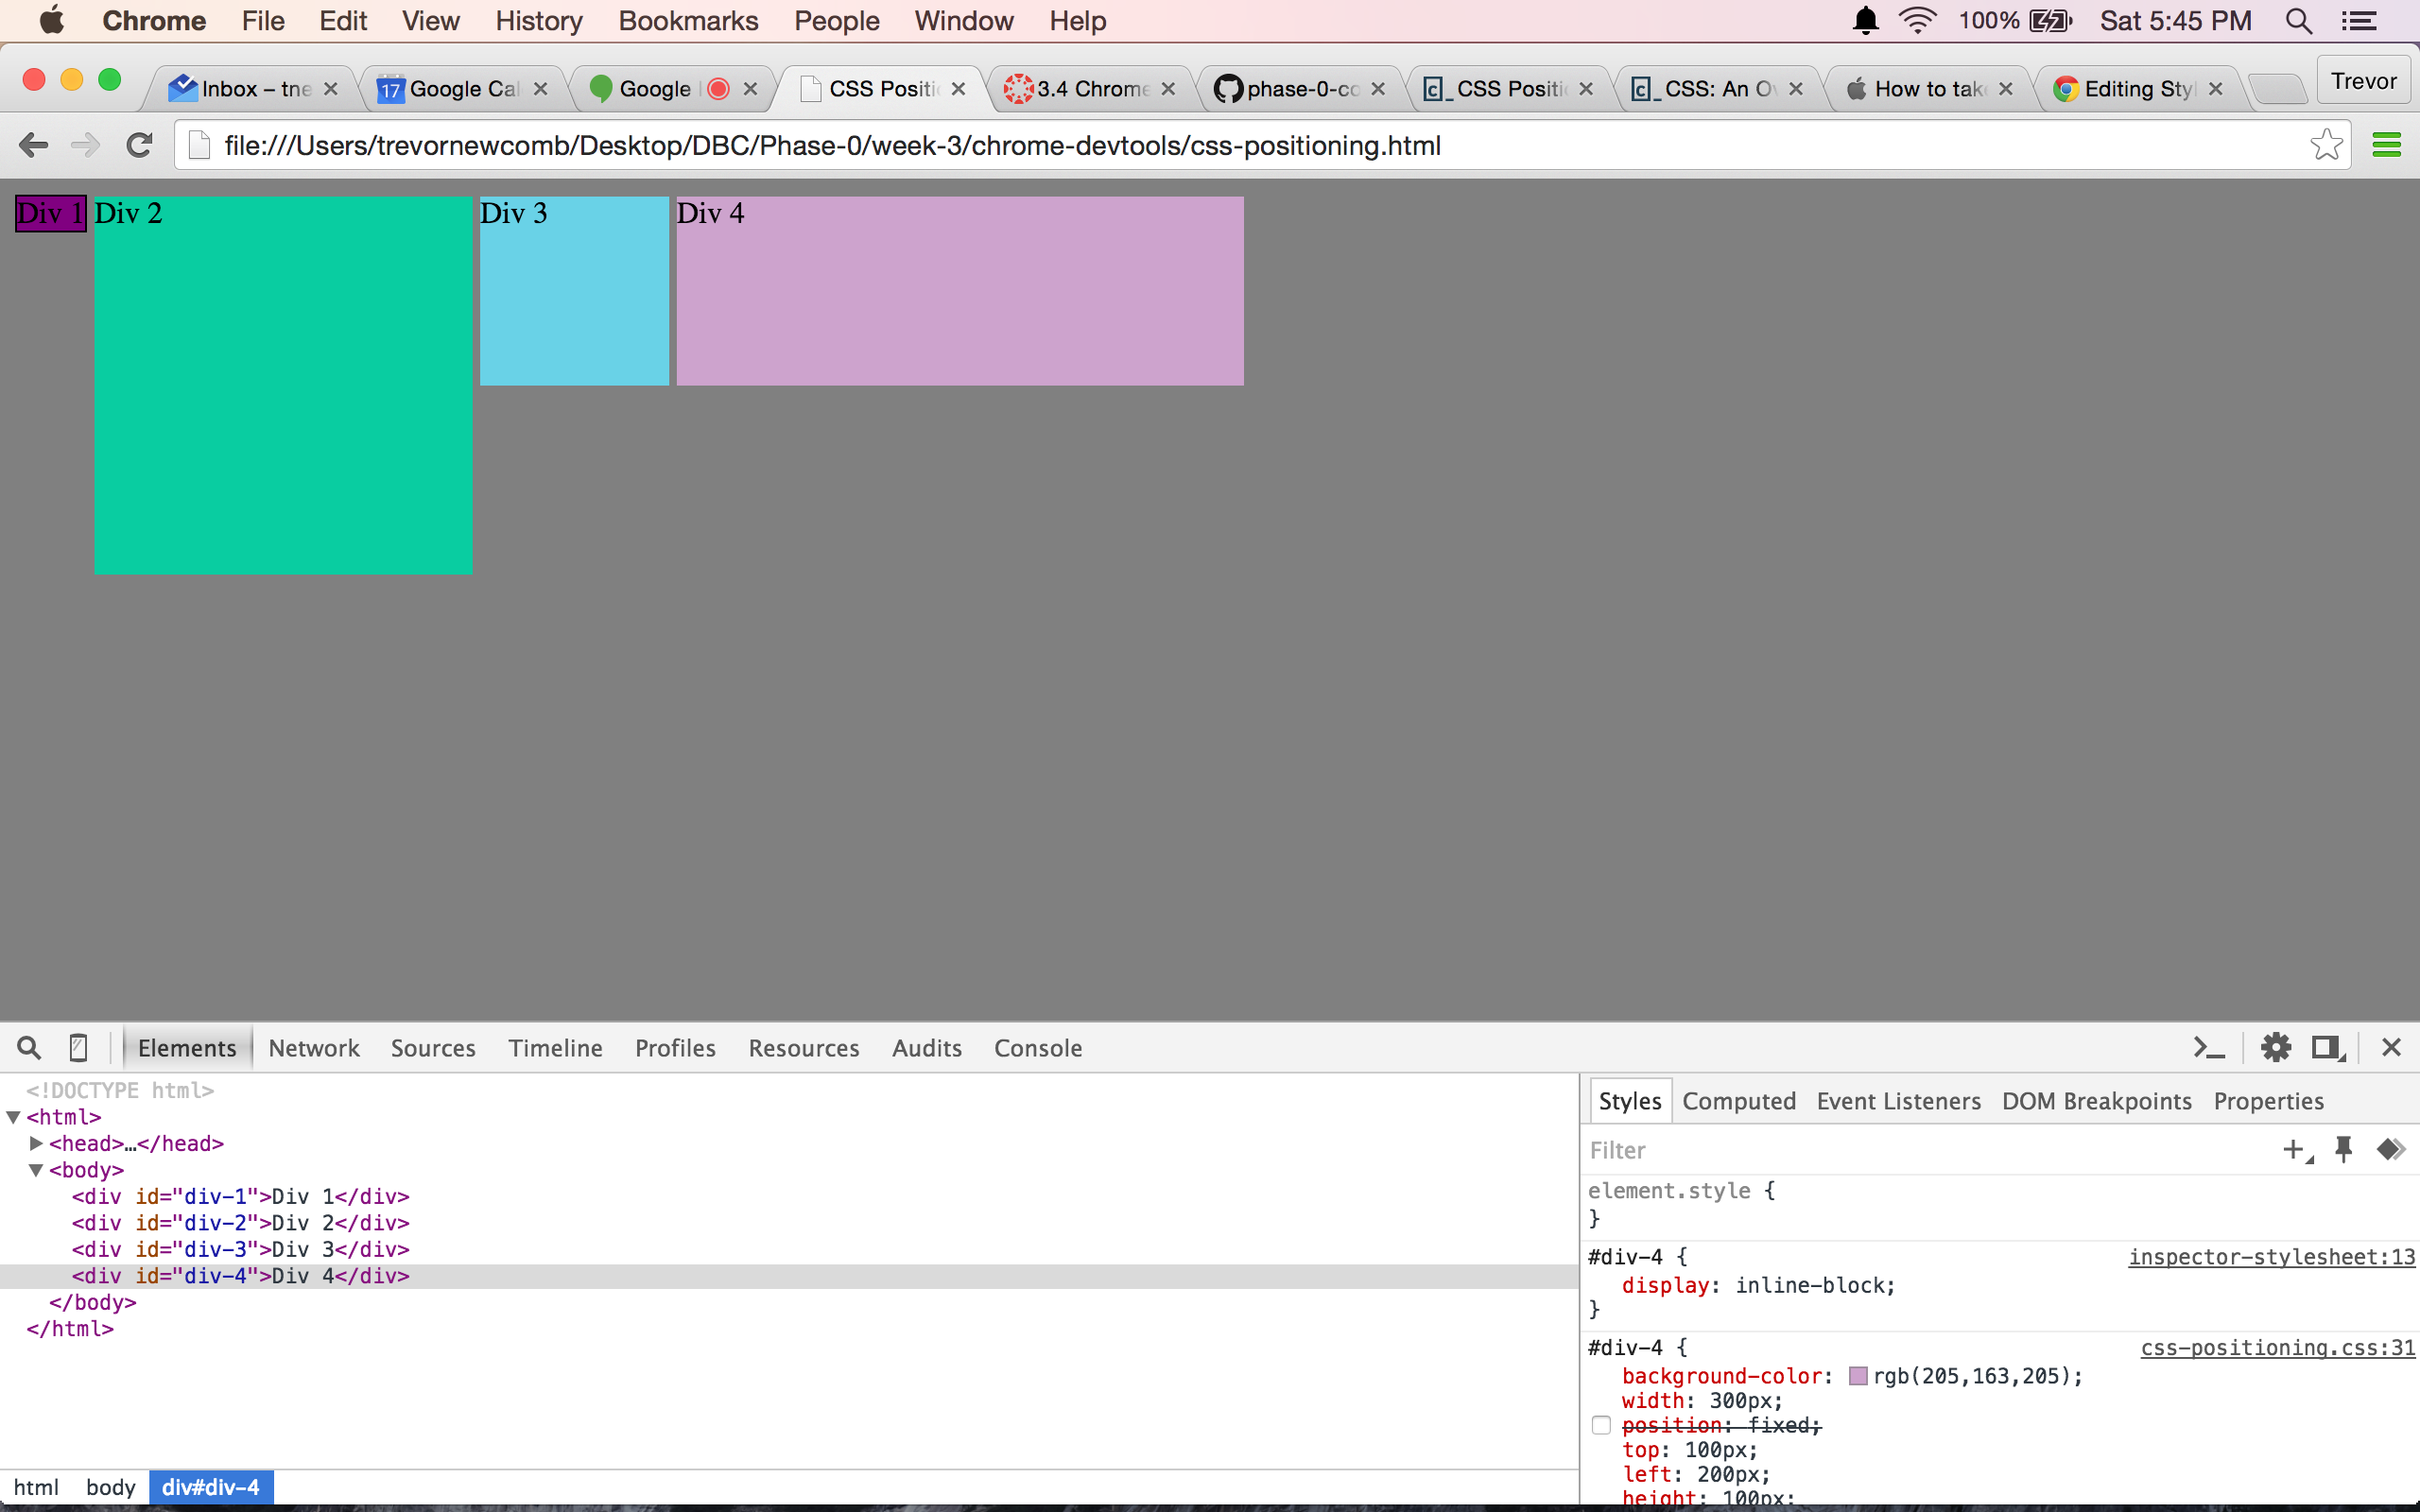 Chrome File Edit View History Bookmarks People Window Help 100% Sat 5:45 PM
Inbox – tne Google Cal 17 Google CSS Positi 3.4 Chrome phase-0-co CSS Positi CSS: An Ov How to tak Editing Sty Trevor
file:///Users/trevornewcomb/Desktop/DBC/Phase-0/week-3/chrome-devtools/css-positioning.html
Div 1 Div 2 Div 3 Div 4
Elements Network Sources Timeline Profiles Resources Audits Console
<!DOCTYPE html>
<html>
<head>…</head>
<body>
<div id="div-1">Div 1</div>
<div id="div-2">Div 2</div>
<div id="div-3">Div 3</div>
<div id="div-4">Div 4</div>
</body>
</html>
html body div#div-4
Styles Computed Event Listeners DOM Breakpoints Properties
Filter
element.style {
}
#div-4 { inspector-stylesheet:13
display: inline-block;
}
#div-4 { css-positioning.css:31
background-color: rgb(205,163,205);
width: 300px;
position: fixed;
top: 100px;
left: 200px;
height: 100px;